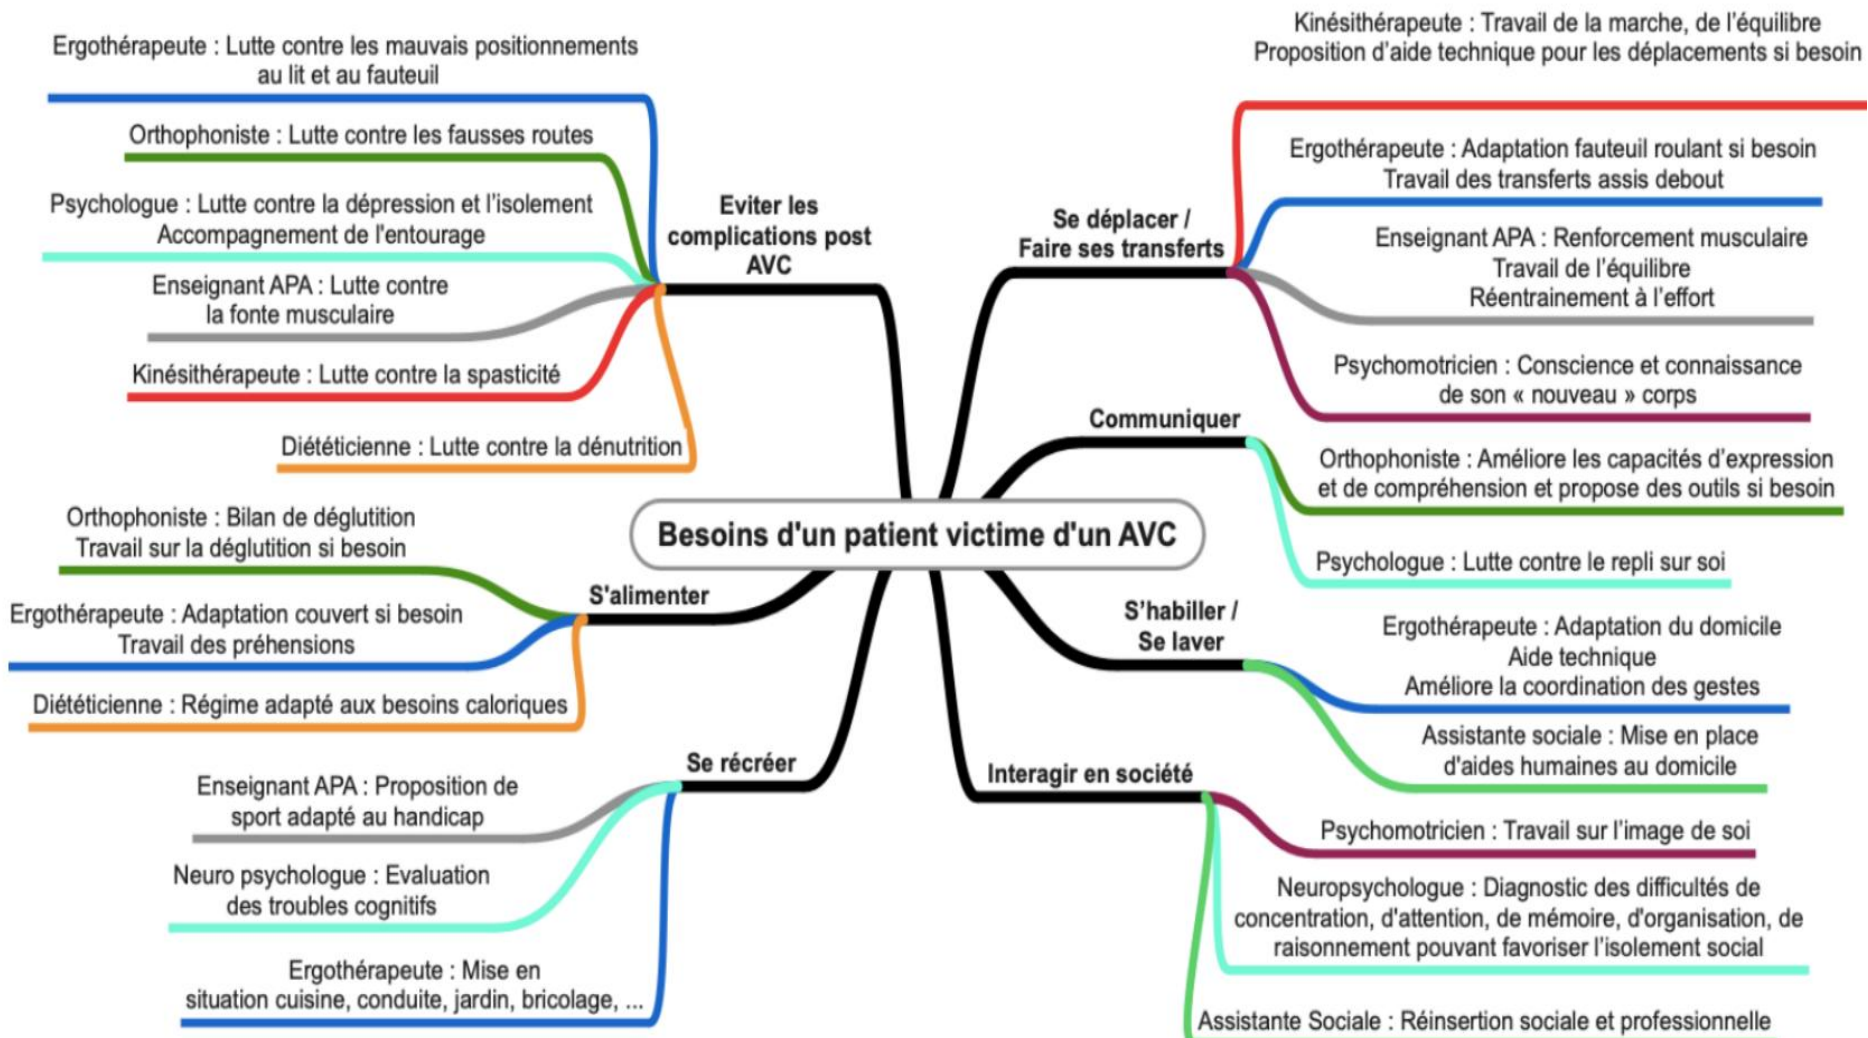 Ergothérapeute : Lutte contre les mauvais positionnements
au lit et au fauteuil
Orthophoniste : Lutte contre les fausses routes
Psychologue : Lutte contre la dépression et l'isolement
Accompagnement de l'entourage
Enseignant APA : Lutte contre
la fonte musculaire
Kinésithérapeute : Lutte contre la spasticité
Diététicienne : Lutte contre la dénutrition
Eviter les
complications post
AVC
Orthophoniste : Bilan de déglutition
Travail sur la déglutition si besoin
Ergothérapeute : Adaptation couvert si besoin
Travail des préhensions
Diététicienne : Régime adapté aux besoins caloriques
S'alimenter
Enseignant APA : Proposition de
sport adapté au handicap
Neuro psychologue : Evaluation
des troubles cognitifs
Ergothérapeute : Mise en
situation cuisine, conduite, jardin, bricolage, ...
Se récréer
Besoins d'un patient victime d'un AVC
Se déplacer /
Faire ses transferts
Kinésithérapeute : Travail de la marche, de l'équilibre
Proposition d'aide technique pour les déplacements si besoin
Ergothérapeute : Adaptation fauteuil roulant si besoin
Travail des transferts assis debout
Enseignant APA : Renforcement musculaire
Travail de l'équilibre
Réentrainement à l'effort
Psychomotricien : Conscience et connaissance
de son « nouveau » corps
Communiquer
Orthophoniste : Améliore les capacités d'expression
et de compréhension et propose des outils si besoin
Psychologue : Lutte contre le repli sur soi
S'habiller /
Se laver
Ergothérapeute : Adaptation du domicile
Aide technique
Améliore la coordination des gestes
Assistante sociale : Mise en place
d'aides humaines au domicile
Interagir en société
Psychomotricien : Travail sur l'image de soi
Neuropsychologue : Diagnostic des difficultés de
concentration, d'attention, de mémoire, d'organisation, de
raisonnement pouvant favoriser l'isolement social
Assistante Sociale : Réinsertion sociale et professionnelle